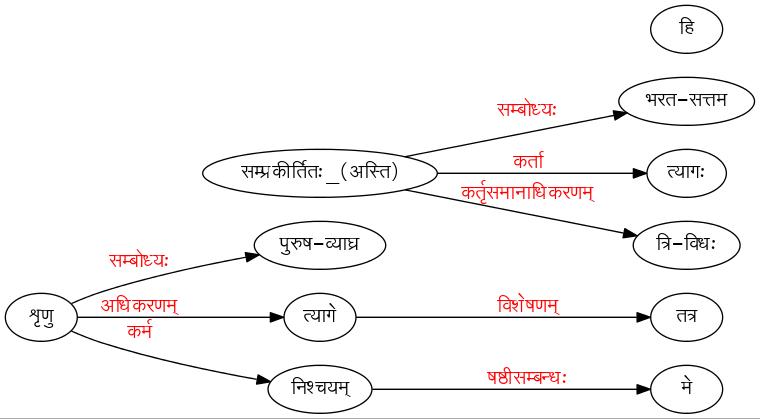 हि
सम्बोध्यः
भरत-सत्तम
सम्प्रकीर्तितः_(अस्ति)
कर्ता
त्यागः
कर्तृसमानाधिकरणम्
त्रि-विधः
सम्बोध्यः
पुरुष-व्याघ्र
शृणु
अधिकरणम्
त्यागे
विशेषणम्
तत्र
कर्म
निश्चयम्
षष्ठीसम्बन्धः
मे